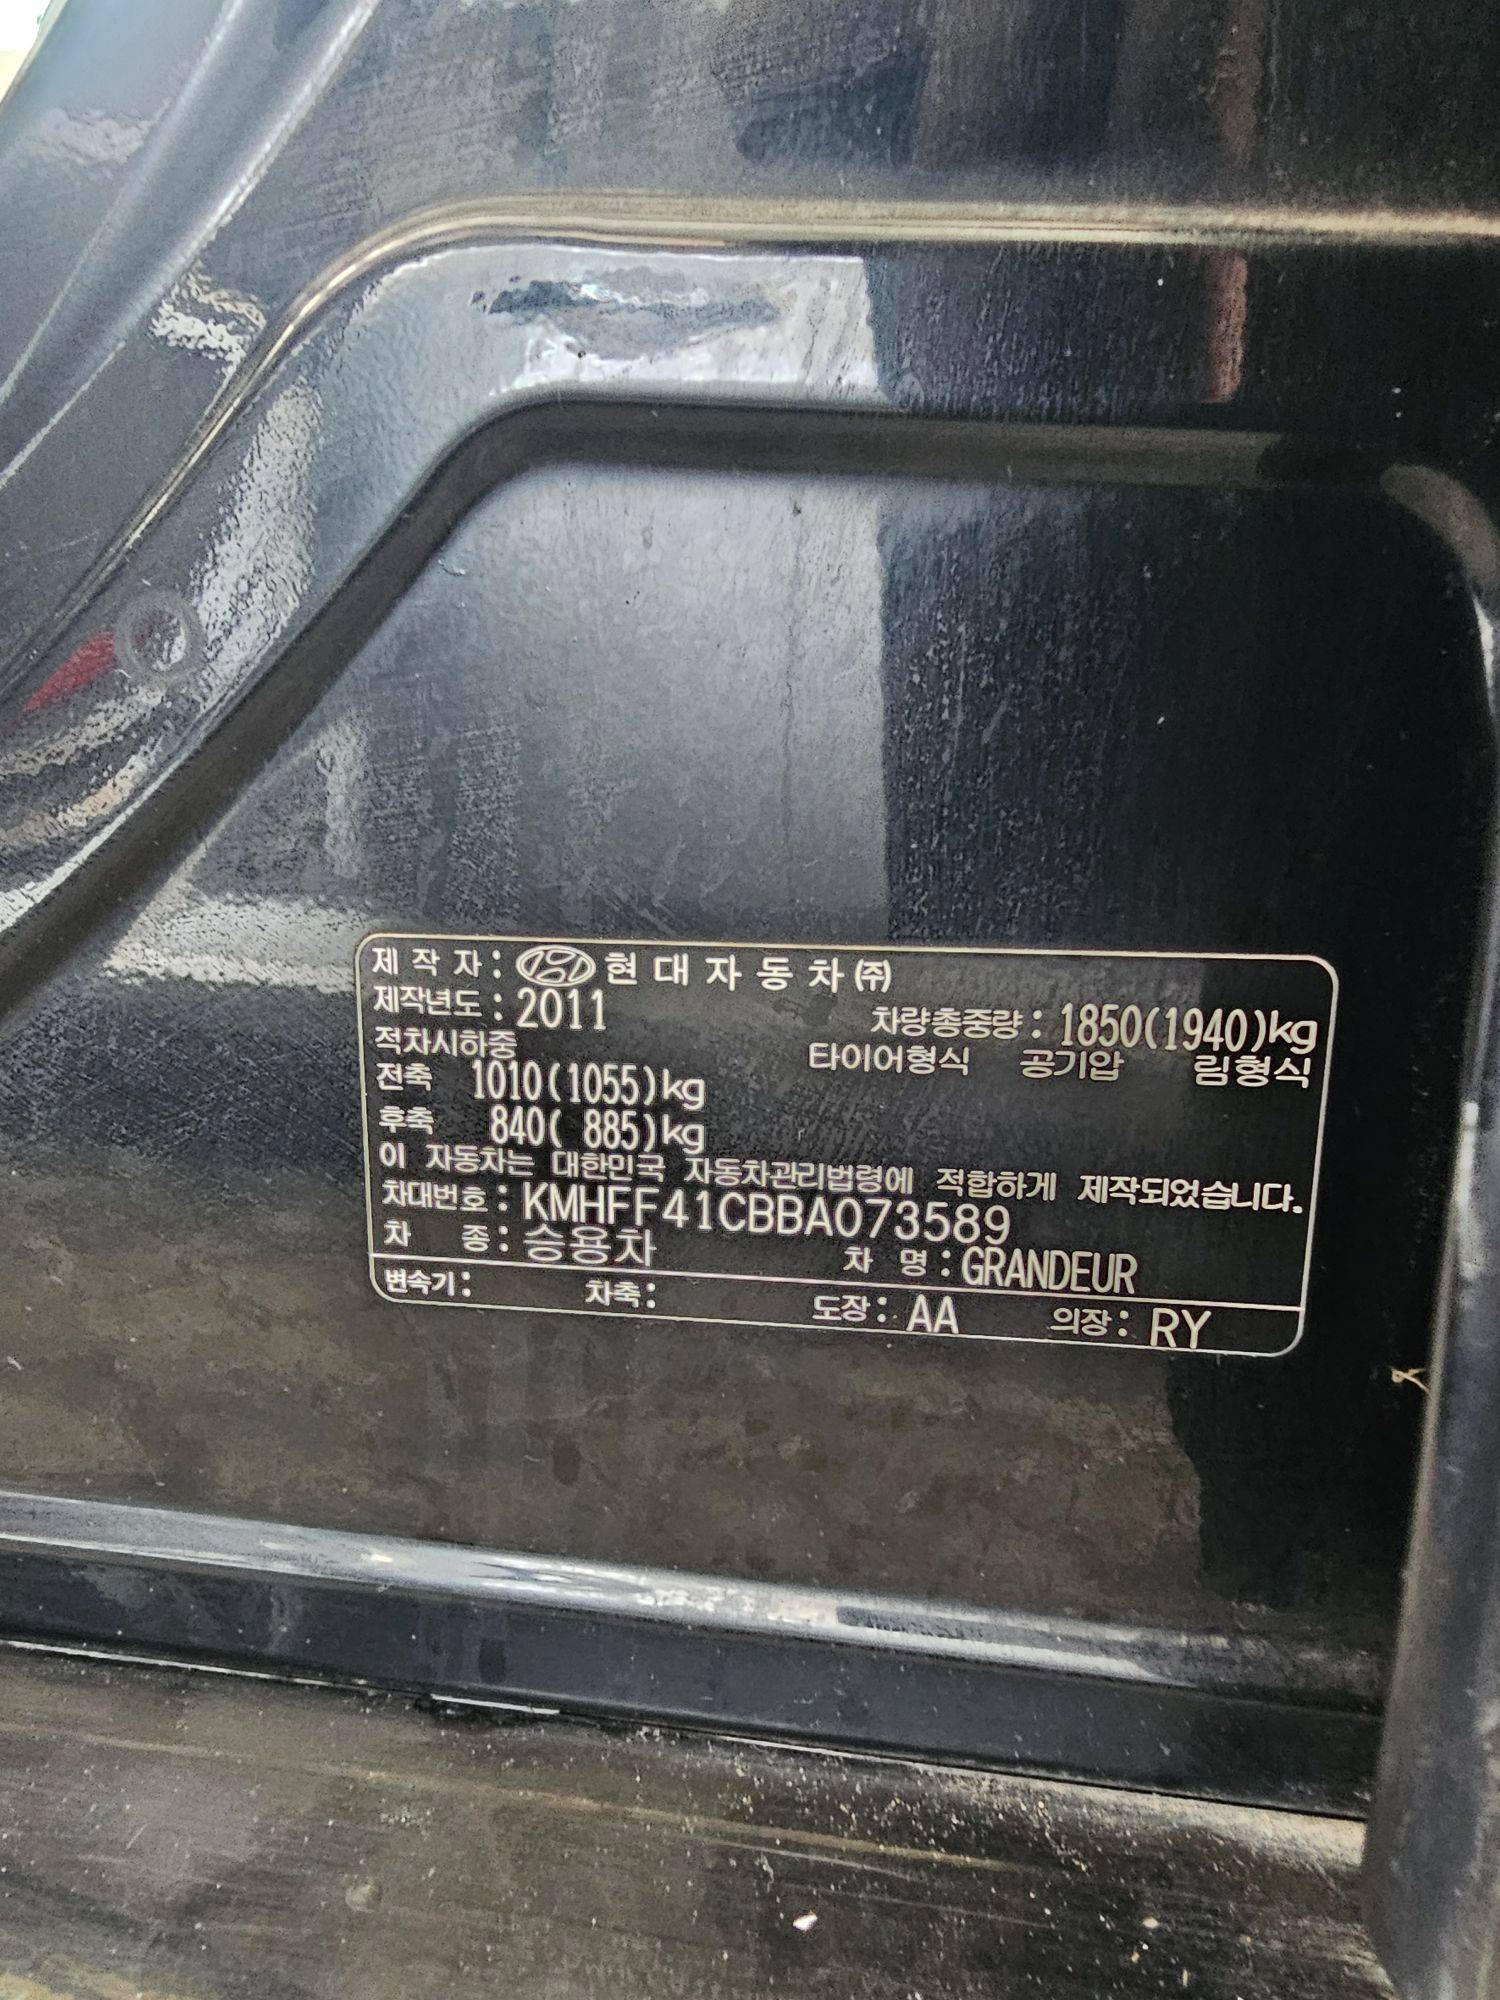 제 작 자 : 현 대 자 동 차 ㈜
제작년도 : 2011 차량총중량 : 1850(1940)kg
적차시하중 타이어형식 공기압 림형식
전축 1010(1055)kg
후축 840( 885)kg
이 자동차는 대한민국 자동차관리법령에 적합하게 제작되었습니다.
차대번호 : KMHFF41CBBA073589
차 종 : 승용차 차 명 : GRANDEUR
변속기 : 차축 : 도장 : AA 의장 : RY